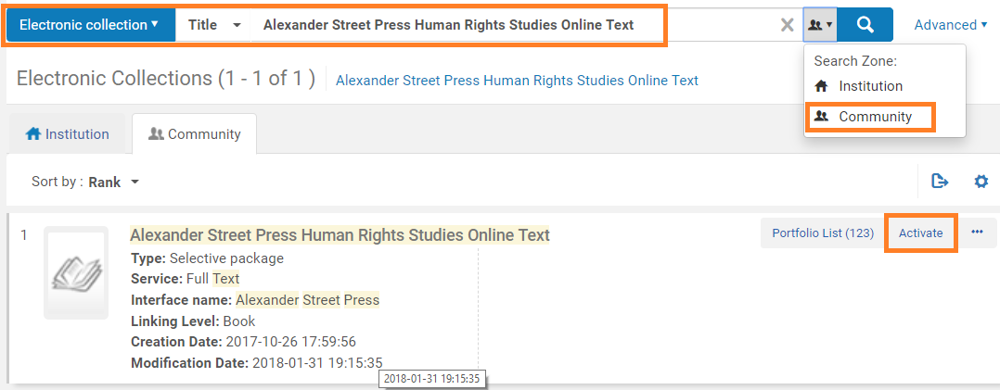 Electronic collection Title Alexander Street Press Human Rights Studies Online Text Advanced
Search Zone:
Institution
Community
Electronic Collections (1 - 1 of 1 ) Alexander Street Press Human Rights Studies Online Text
Institution Community
Sort by : Rank
1 Alexander Street Press Human Rights Studies Online Text Portfolio List (123) Activate •••
Type: Selective package
Service: Full Text
Interface name: Alexander Street Press
Linking Level: Book
Creation Date: 2017-10-26 17:59:56
Modification Date: 2018-01-31 19:15:35
2018-01-31 19:15:35